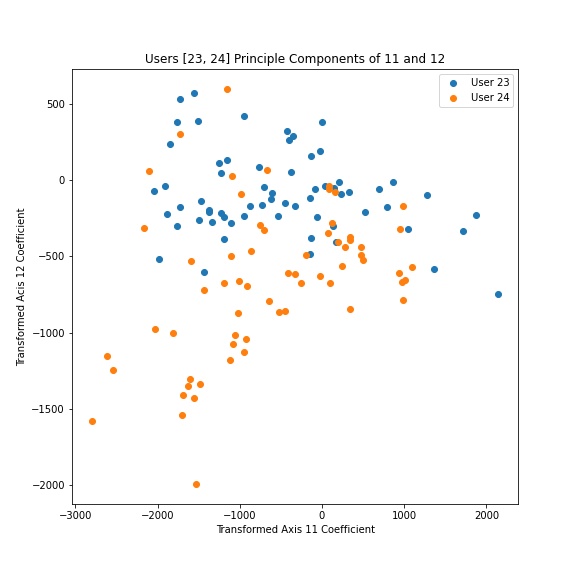 Users [23, 24] Principle Components of 11 and 12
User 23
User 24
500
0
−500
−1000
−1500
−2000
Transformed Acis 12 Coefficient
−3000 −2000 −1000 0 1000 2000
Transformed Axis 11 Coefficient